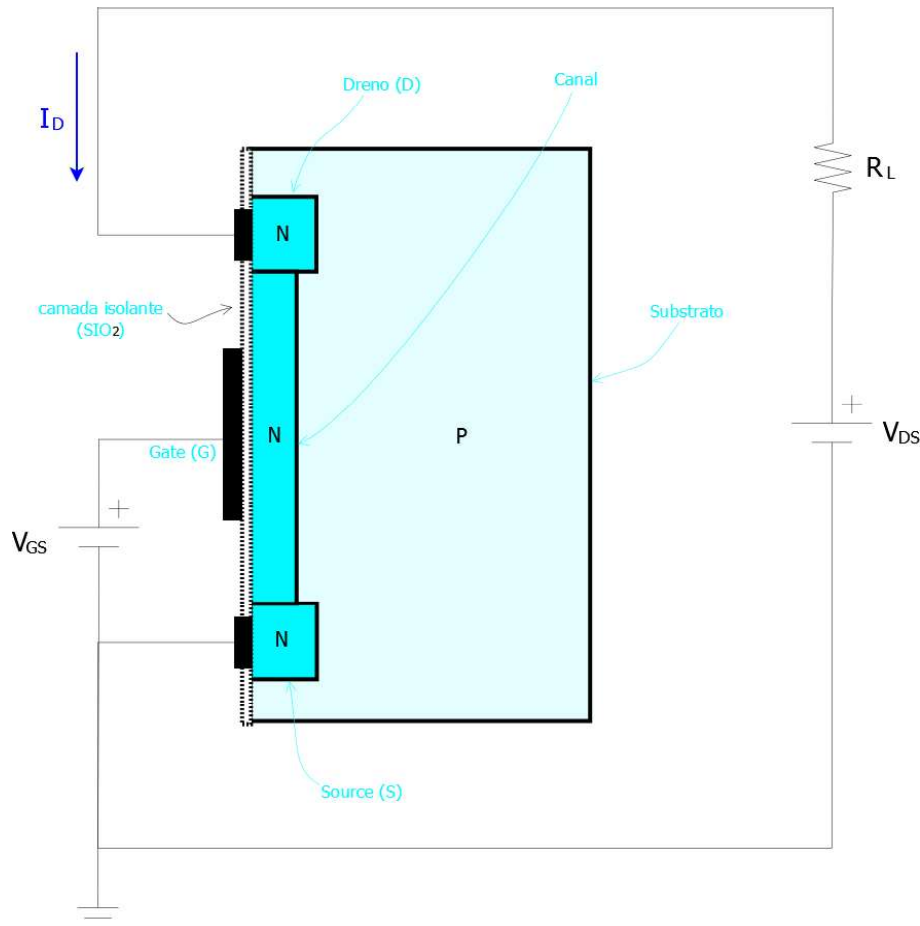 Dreno (D)
Canal
ID
RL
N
camada isolante
(SIO2)
Substrato
N
P
Gate (G)
+
VDS
+
VGS
N
Source (S)